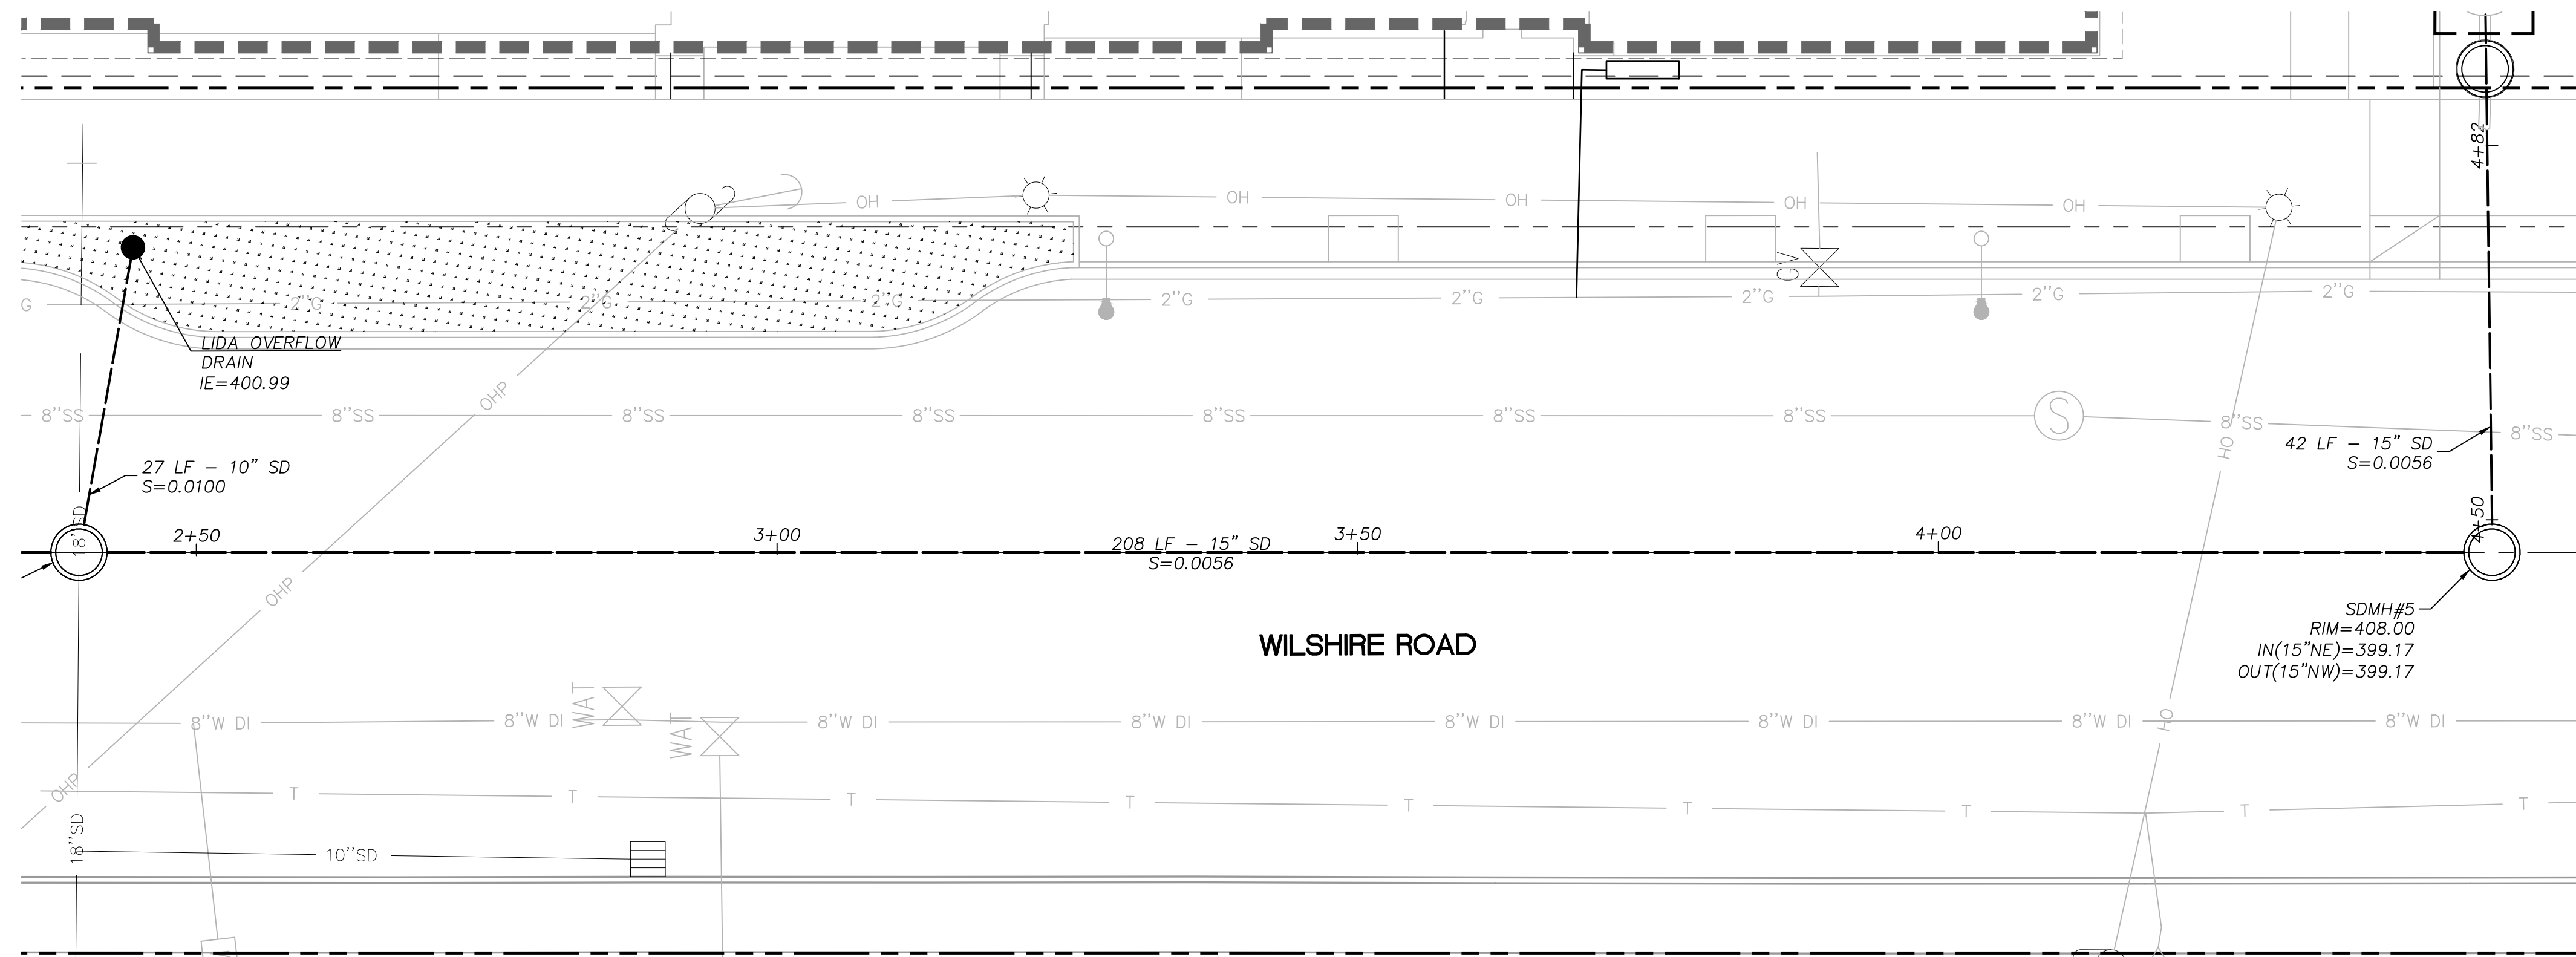 4+82
OH
OH
OH
OH
OH
GV
G
2''G
2''G
2''G
2''G
2''G
2''G
2''G
2''G
LIDA OVERFLOW
DRAIN
IE=400.99
OHP
8''SS
8''SS
8''SS
8''SS
8''SS
8''SS
8''SS
8''SS
8''SS
HO
42 LF – 15" SD
S=0.0056
27 LF – 10" SD
S=0.0100
18''SD
2+50
3+00
3+50
4+00
4+50
208 LF – 15" SD
S=0.0056
OHP
SDMH#5
RIM=408.00
IN(15"NE)=399.17
OUT(15"NW)=399.17
WILSHIRE ROAD
WAT
WAT
8''W DI
8''W DI
8''W DI
8''W DI
8''W DI
8''W DI
8''W DI
8''W DI
HO
OHP
T
T
T
T
T
T
T
T
T
18''SD
10''SD
S